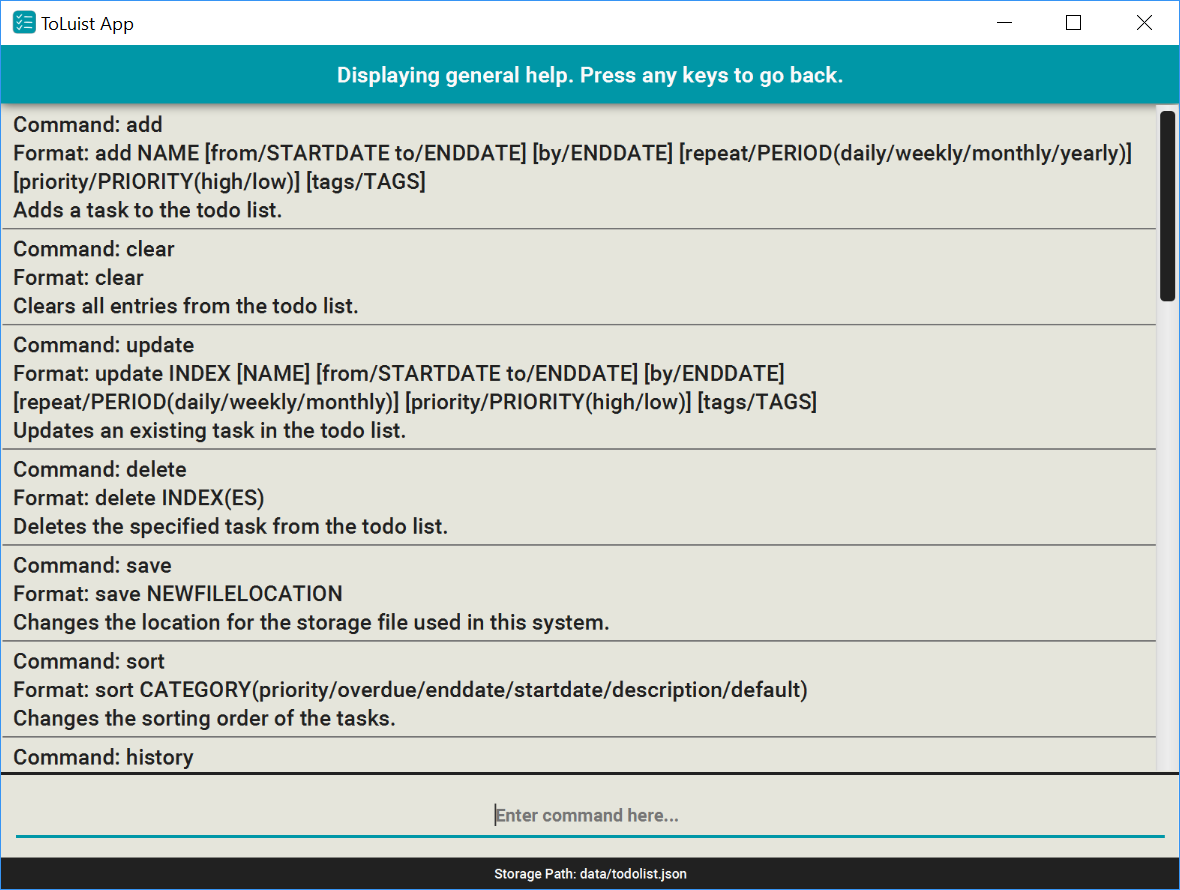 ToLuist App
Displaying general help. Press any keys to go back.
Command: add
Format: add NAME [from/STARTDATE to/ENDDATE] [by/ENDDATE] [repeat/PERIOD(daily/weekly/monthly/yearly)]
[priority/PRIORITY(high/low)] [tags/TAGS]
Adds a task to the todo list.
Command: clear
Format: clear
Clears all entries from the todo list.
Command: update
Format: update INDEX [NAME] [from/STARTDATE to/ENDDATE] [by/ENDDATE]
[repeat/PERIOD(daily/weekly/monthly)] [priority/PRIORITY(high/low)] [tags/TAGS]
Updates an existing task in the todo list.
Command: delete
Format: delete INDEX(ES)
Deletes the specified task from the todo list.
Command: save
Format: save NEWFILELOCATION
Changes the location for the storage file used in this system.
Command: sort
Format: sort CATEGORY(priority/overdue/enddate/startdate/description/default)
Changes the sorting order of the tasks.
Command: history
Enter command here...
Storage Path: data/todolist.json